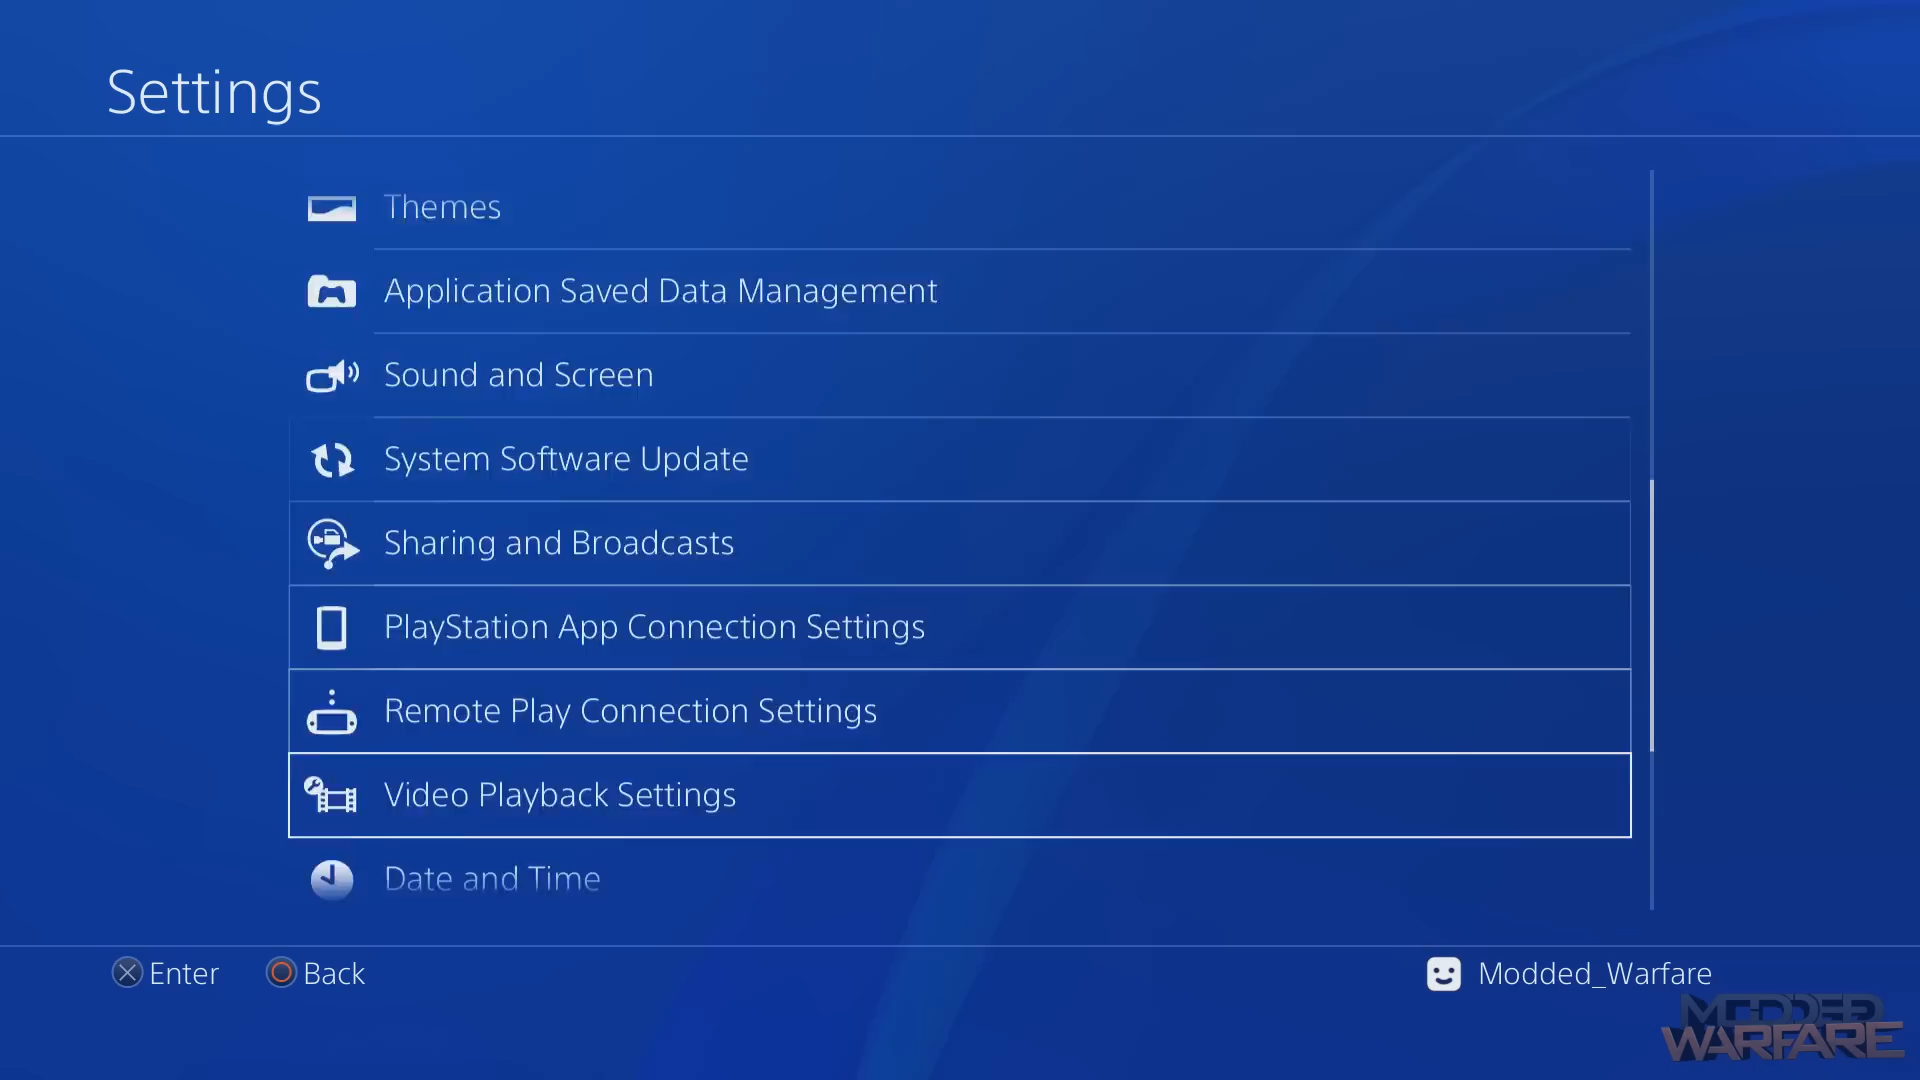 Settings
Themes
Application Saved Data Management
Sound and Screen
System Software Update
Sharing and Broadcasts
PlayStation App Connection Settings
Remote Play Connection Settings
Video Playback Settings
Date and Time
Enter Back Modded_Warfare
MODDED
WARFARE